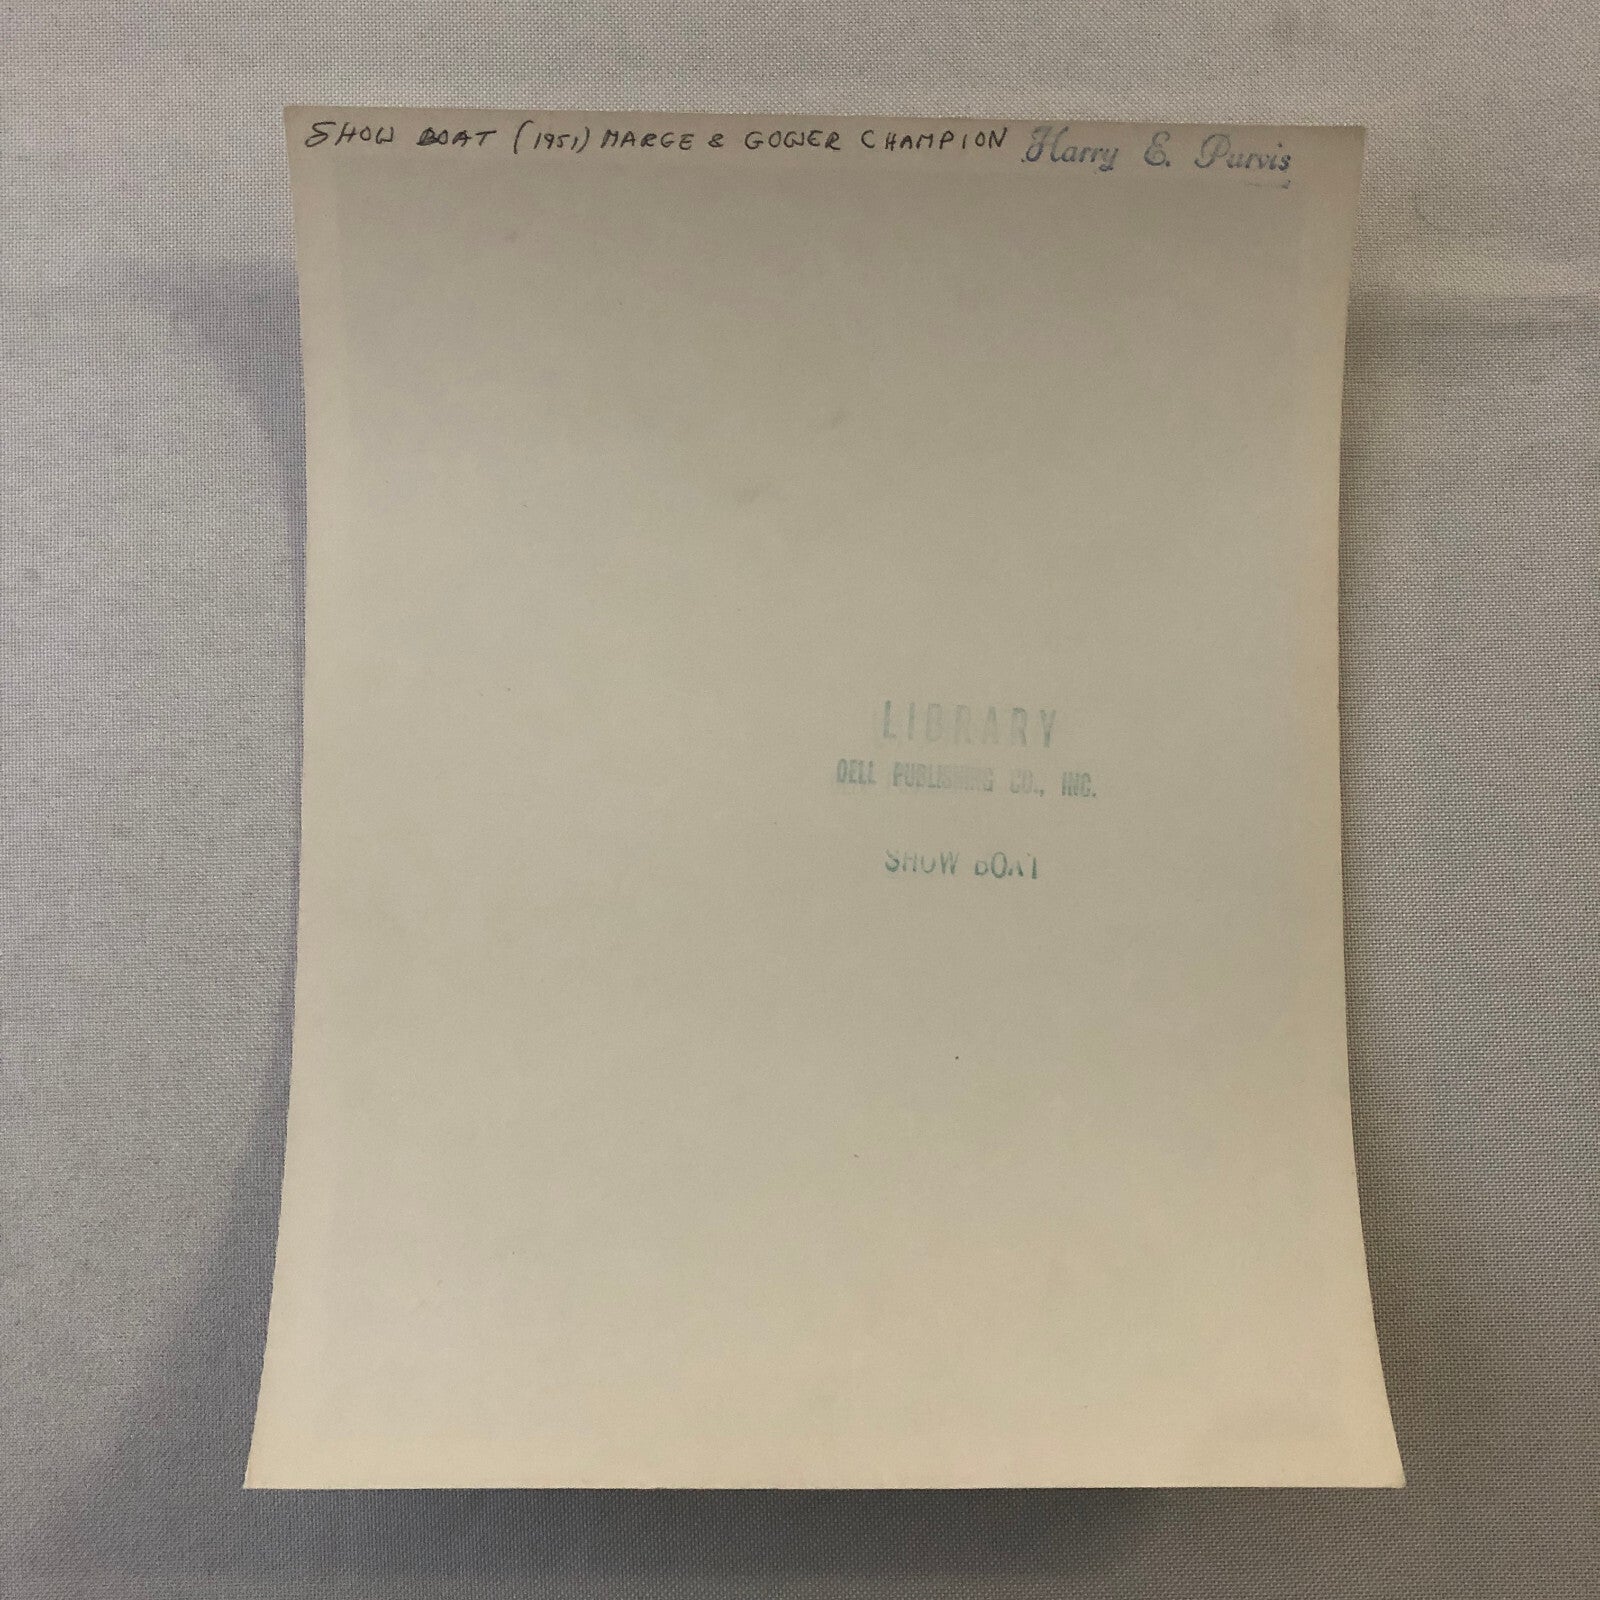 SHOW BOAT (1951) MARGE & GOWER CHAMPION Harry E. Purvis
LIBRARY
DELL PUBLISHING CO., INC.
SHOW BOAT